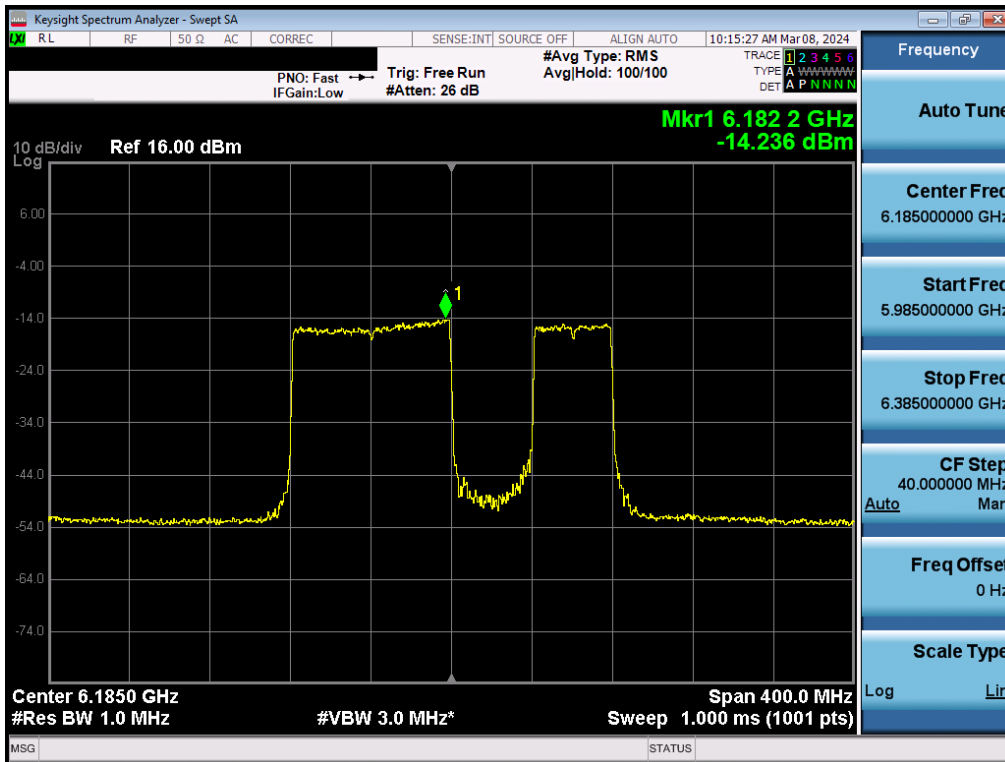 Keysight Spectrum Analyzer - Swept SA
LXI RL RF 50 Ω AC CORREC SENSE:INT SOURCE OFF ALIGN AUTO 10:15:27 AM Mar 08, 2024
PNO: Fast
IFGain:Low
Trig: Free Run
#Atten: 26 dB
#Avg Type: RMS
Avg|Hold: 100/100
TRACE 1 2 3 4 5 6
TYPE A WWWWW
DET A P N N N N
Mkr1 6.182 2 GHz
-14.236 dBm
10 dB/div Ref 16.00 dBm
Log
6.00
-4.00
-14.0
-24.0
-34.0
-44.0
-54.0
-64.0
-74.0
1
Center 6.1850 GHz Span 400.0 MHz
#Res BW 1.0 MHz #VBW 3.0 MHz* Sweep 1.000 ms (1001 pts)
MSG STATUS
Frequency
Auto Tune
Center Freq
6.185000000 GHz
Start Freq
5.985000000 GHz
Stop Freq
6.385000000 GHz
CF Step
40.000000 MHz
Auto Man
Freq Offset
0 Hz
Scale Type
Log Lin